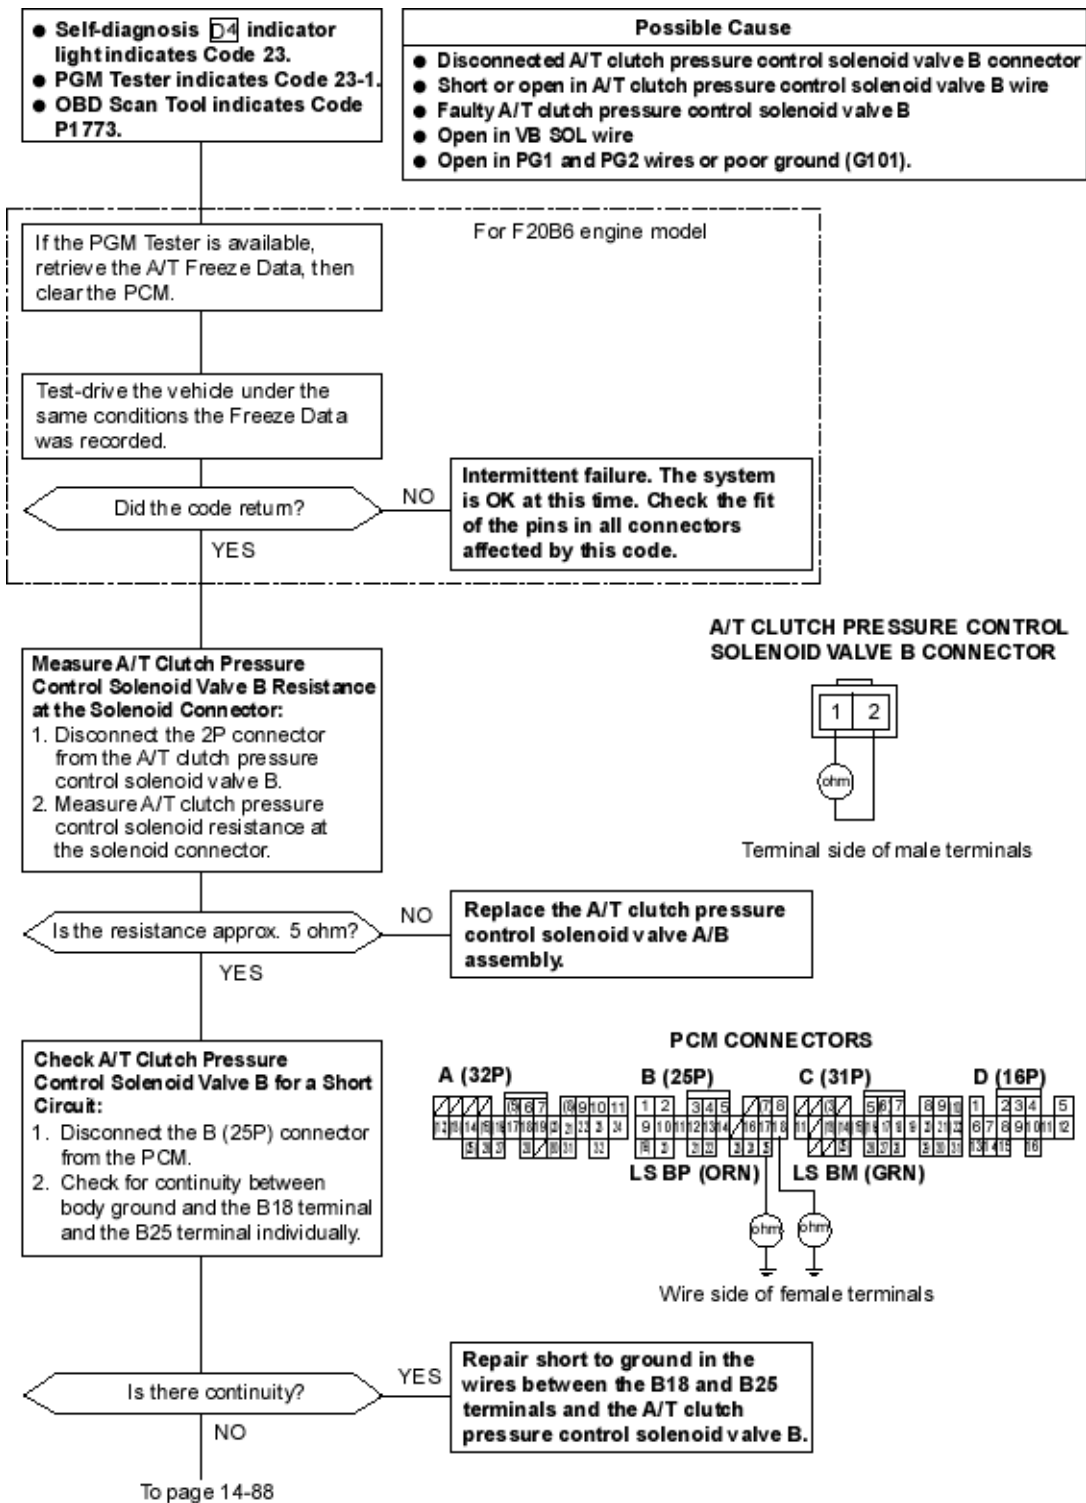 ● Self-diagnosis D4 indicator
light indicates Code 23.
● PGM Tester indicates Code 23-1.
● OBD Scan Tool indicates Code
P1773.
Possible Cause
● Disconnected A/T clutch pressure control solenoid valve B connector
● Short or open in A/T clutch pressure control solenoid valve B wire
● Faulty A/T clutch pressure control solenoid valve B
● Open in VB SOL wire
● Open in PG1 and PG2 wires or poor ground (G101).
For F20B6 engine model
If the PGM Tester is available,
retrieve the A/T Freeze Data, then
clear the PCM.
Test-drive the vehicle under the
same conditions the Freeze Data
was recorded.
Did the code return?
NO
YES
Intermittent failure. The system
is OK at this time. Check the fit
of the pins in all connectors
affected by this code.
A/T CLUTCH PRESSURE CONTROL
SOLENOID VALVE B CONNECTOR
1 2
ohm
Terminal side of male terminals
Measure A/T Clutch Pressure
Control Solenoid Valve B Resistance
at the Solenoid Connector:
1. Disconnect the 2P connector
from the A/T clutch pressure
control solenoid valve B.
2. Measure A/T clutch pressure
control solenoid resistance at
the solenoid connector.
Is the resistance approx. 5 ohm?
NO
YES
Replace the A/T clutch pressure
control solenoid valve A/B
assembly.
Check A/T Clutch Pressure
Control Solenoid Valve B for a Short
Circuit:
1. Disconnect the B (25P) connector
from the PCM.
2. Check for continuity between
body ground and the B18 terminal
and the B25 terminal individually.
PCM CONNECTORS
A (32P) B (25P) C (31P) D (16P)
LS BP (ORN) LS BM (GRN)
ohm ohm
Wire side of female terminals
Is there continuity?
YES
NO
Repair short to ground in the
wires between the B18 and B25
terminals and the A/T clutch
pressure control solenoid valve B.
To page 14-88